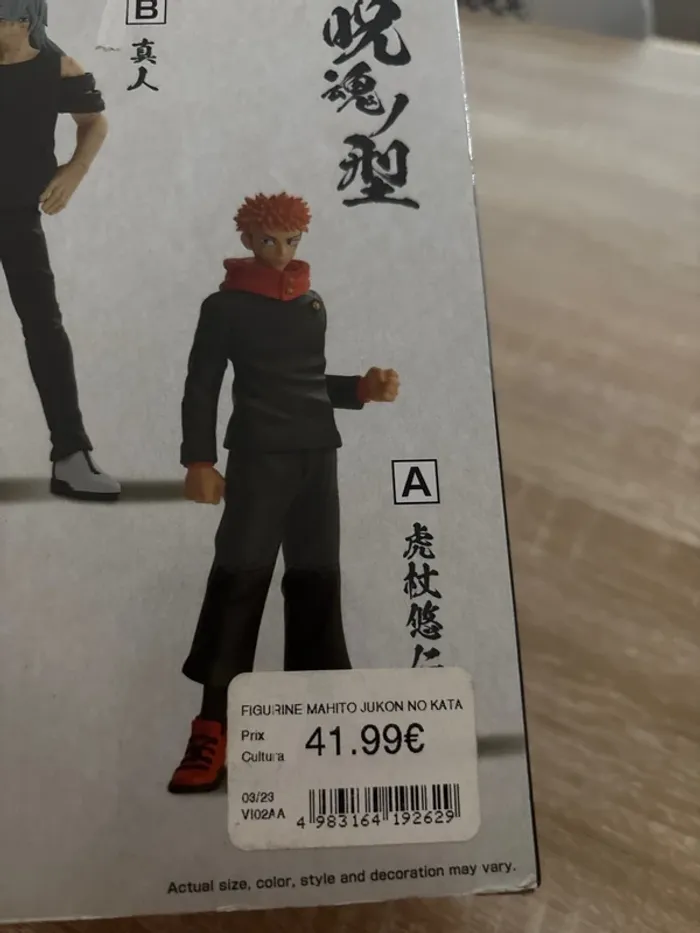 B
真人
呪魂ノ型
A
虎杖悠仁
FIGURINE MAHITO JUKON NO KATA
Prix
Cultura
41.99€
03/23
VI02AA
4 983164 192629
Actual size, color, style and decoration may vary.